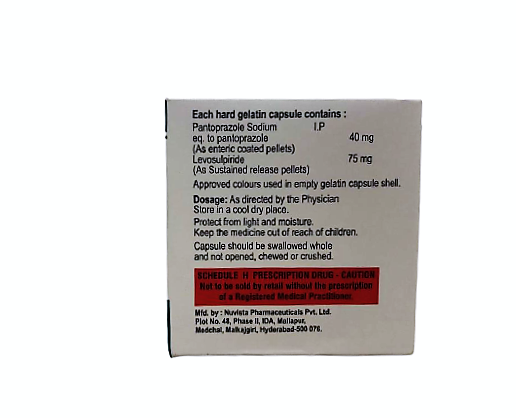 Each hard gelatin capsule contains :
Pantoprazole Sodium I.P
eq. to pantoprazole 40 mg
(As enteric coated pellets)
Levosulpiride 75 mg
(As Sustained release pellets)
Approved colours used in empty gelatin capsule shell.
Dosage: As directed by the Physician
Store in a cool dry place.
Protect from light and moisture.
Keep the medicine out of reach of children.
Capsule should be swallowed whole
and not opened, chewed or crushed.
SCHEDULE H PRESCRIPTION DRUG - CAUTION
Not to be sold by retail without the prescription
of a Registered Medical Practitioner.
Mfd. by : Nuvista Pharmaceuticals Pvt. Ltd.
Plot No. 48, Phase II, IDA, Mallapur,
Medchal, Malkajgiri, Hyderabad-500 076.